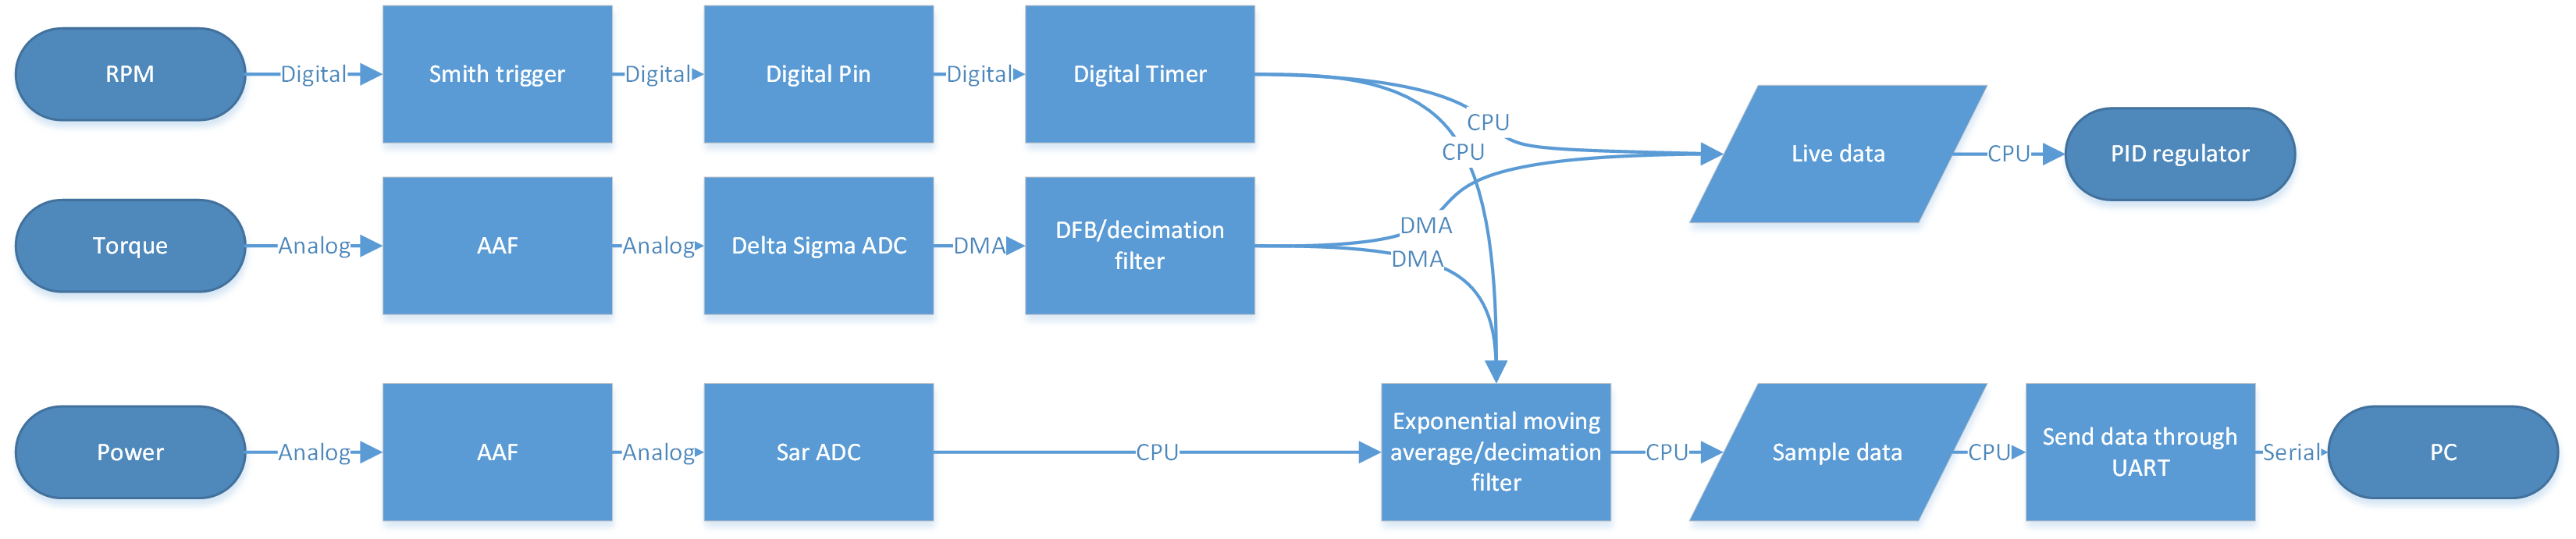 RPM
Digital
Smith trigger
Digital
Digital Pin
Digital
Digital Timer
CPU
CPU
Live data
CPU
PID regulator
Torque
Analog
AAF
Analog
Delta Sigma ADC
DMA
DFB/decimation
filter
DMA
DMA
Power
Analog
AAF
Analog
Sar ADC
CPU
Exponential moving
average/decimation
filter
CPU
Sample data
CPU
Send data through
UART
Serial
PC